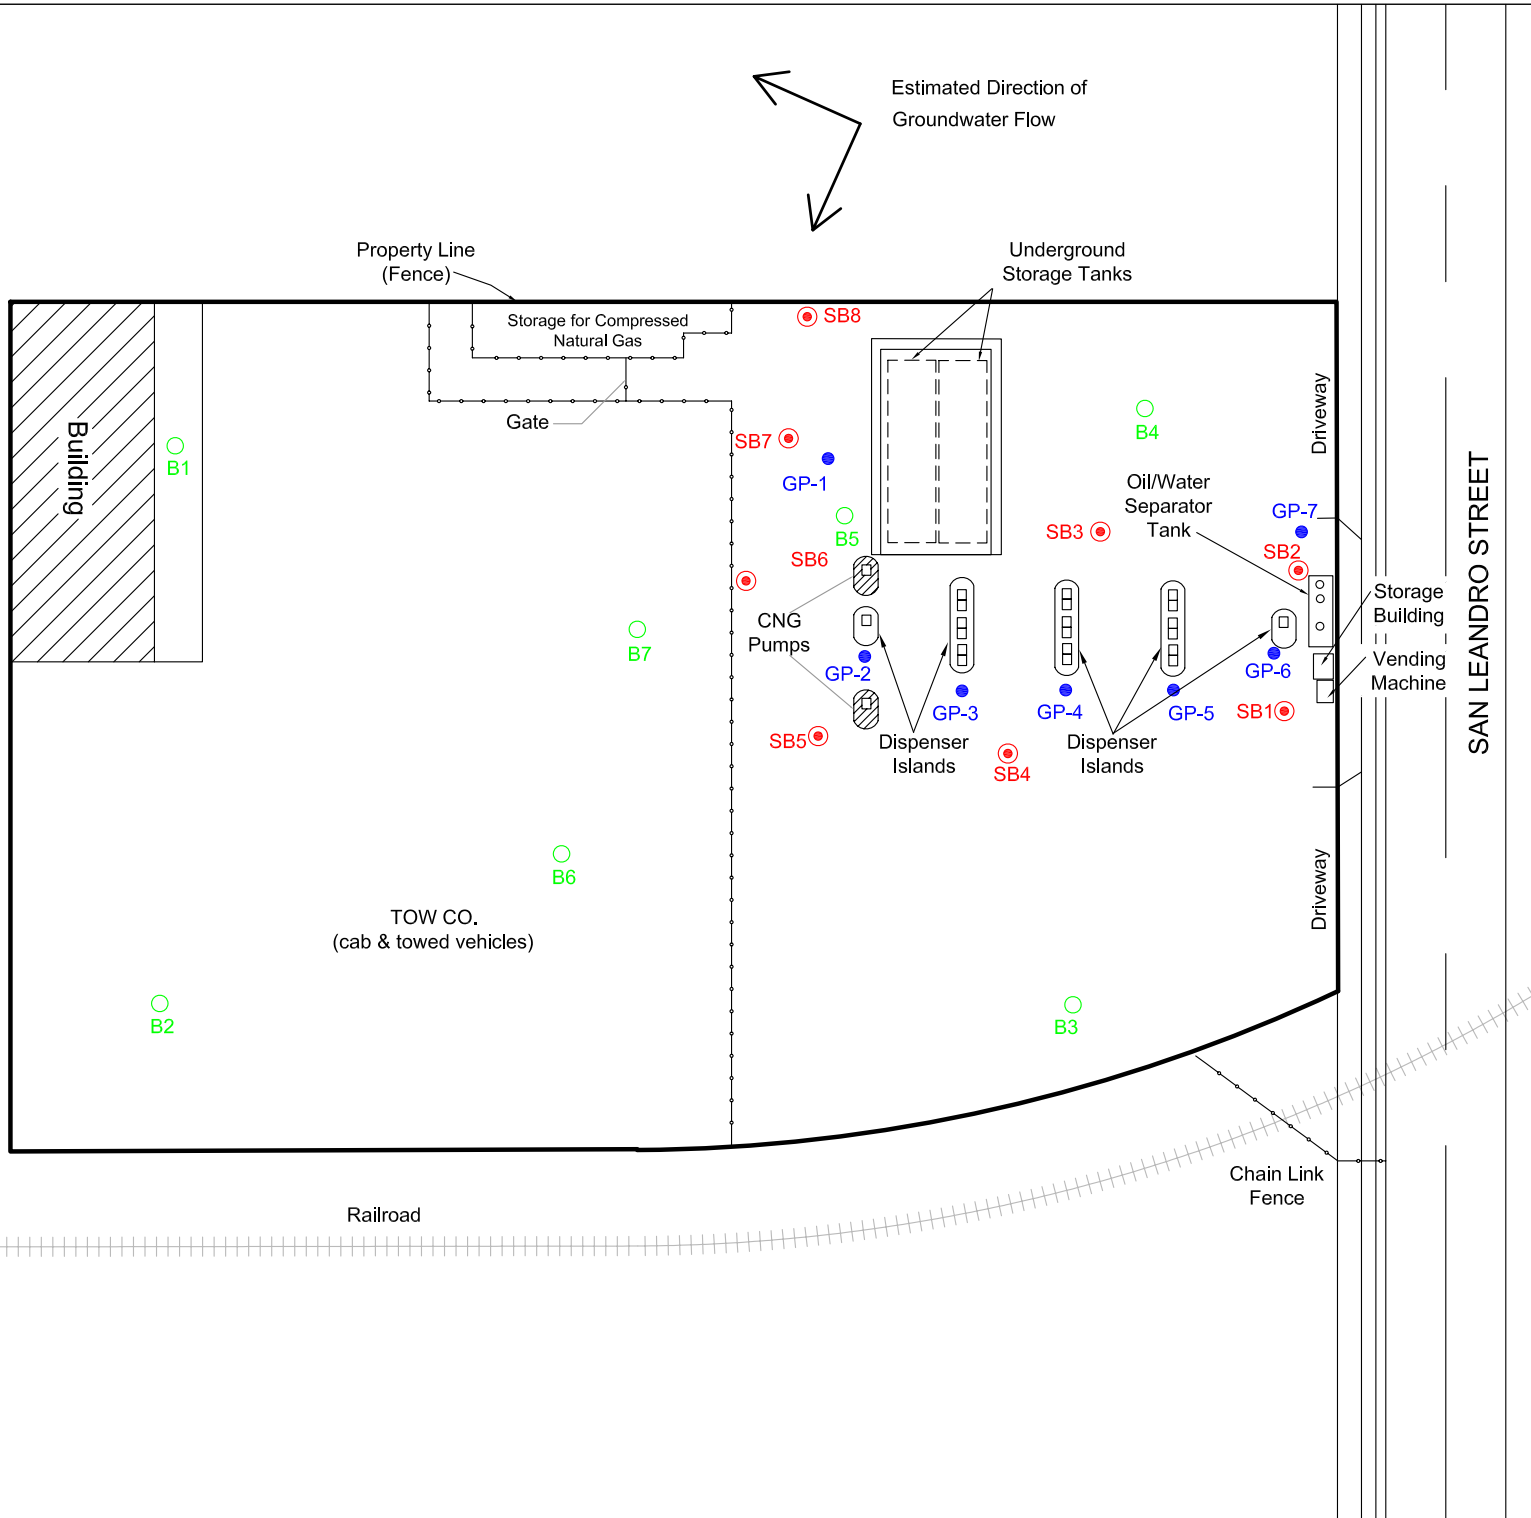 Estimated Direction of
Groundwater Flow
Property Line
(Fence)
Underground
Storage Tanks
Storage for Compressed
Natural Gas
SB8
Gate
Building
B1
SB7
GP-1
B5
SB6
B4
Driveway
Oil/Water
Separator
Tank
SB3
GP-7
SB2
SAN LEANDRO STREET
Storage
Building
Vending
Machine
CNG
Pumps
B7
GP-2
GP-3
GP-4
GP-5
GP-6
SB1
SB5
Dispenser
Islands
SB4
Dispenser
Islands
B6
Driveway
TOW CO.
(cab & towed vehicles)
B2
B3
Chain Link
Fence
Railroad